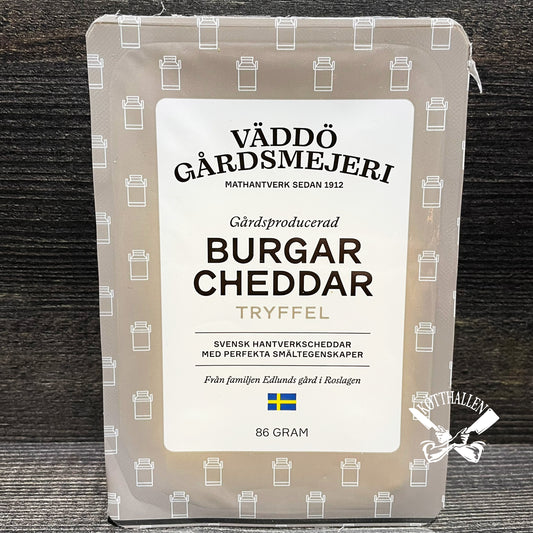 VÄDDÖ
GÅRDSMEJERI
MATHANTVERK SEDAN 1912
Gårdsproducerad
BURGAR
CHEDDAR
TRYFFEL
SVENSK HANTVERKSCHEDDAR
MED PERFEKTA SMÄLTEGENSKAPER
Från familjen Edlunds gård i Roslagen
86 GRAM
KÖTTHALLEN